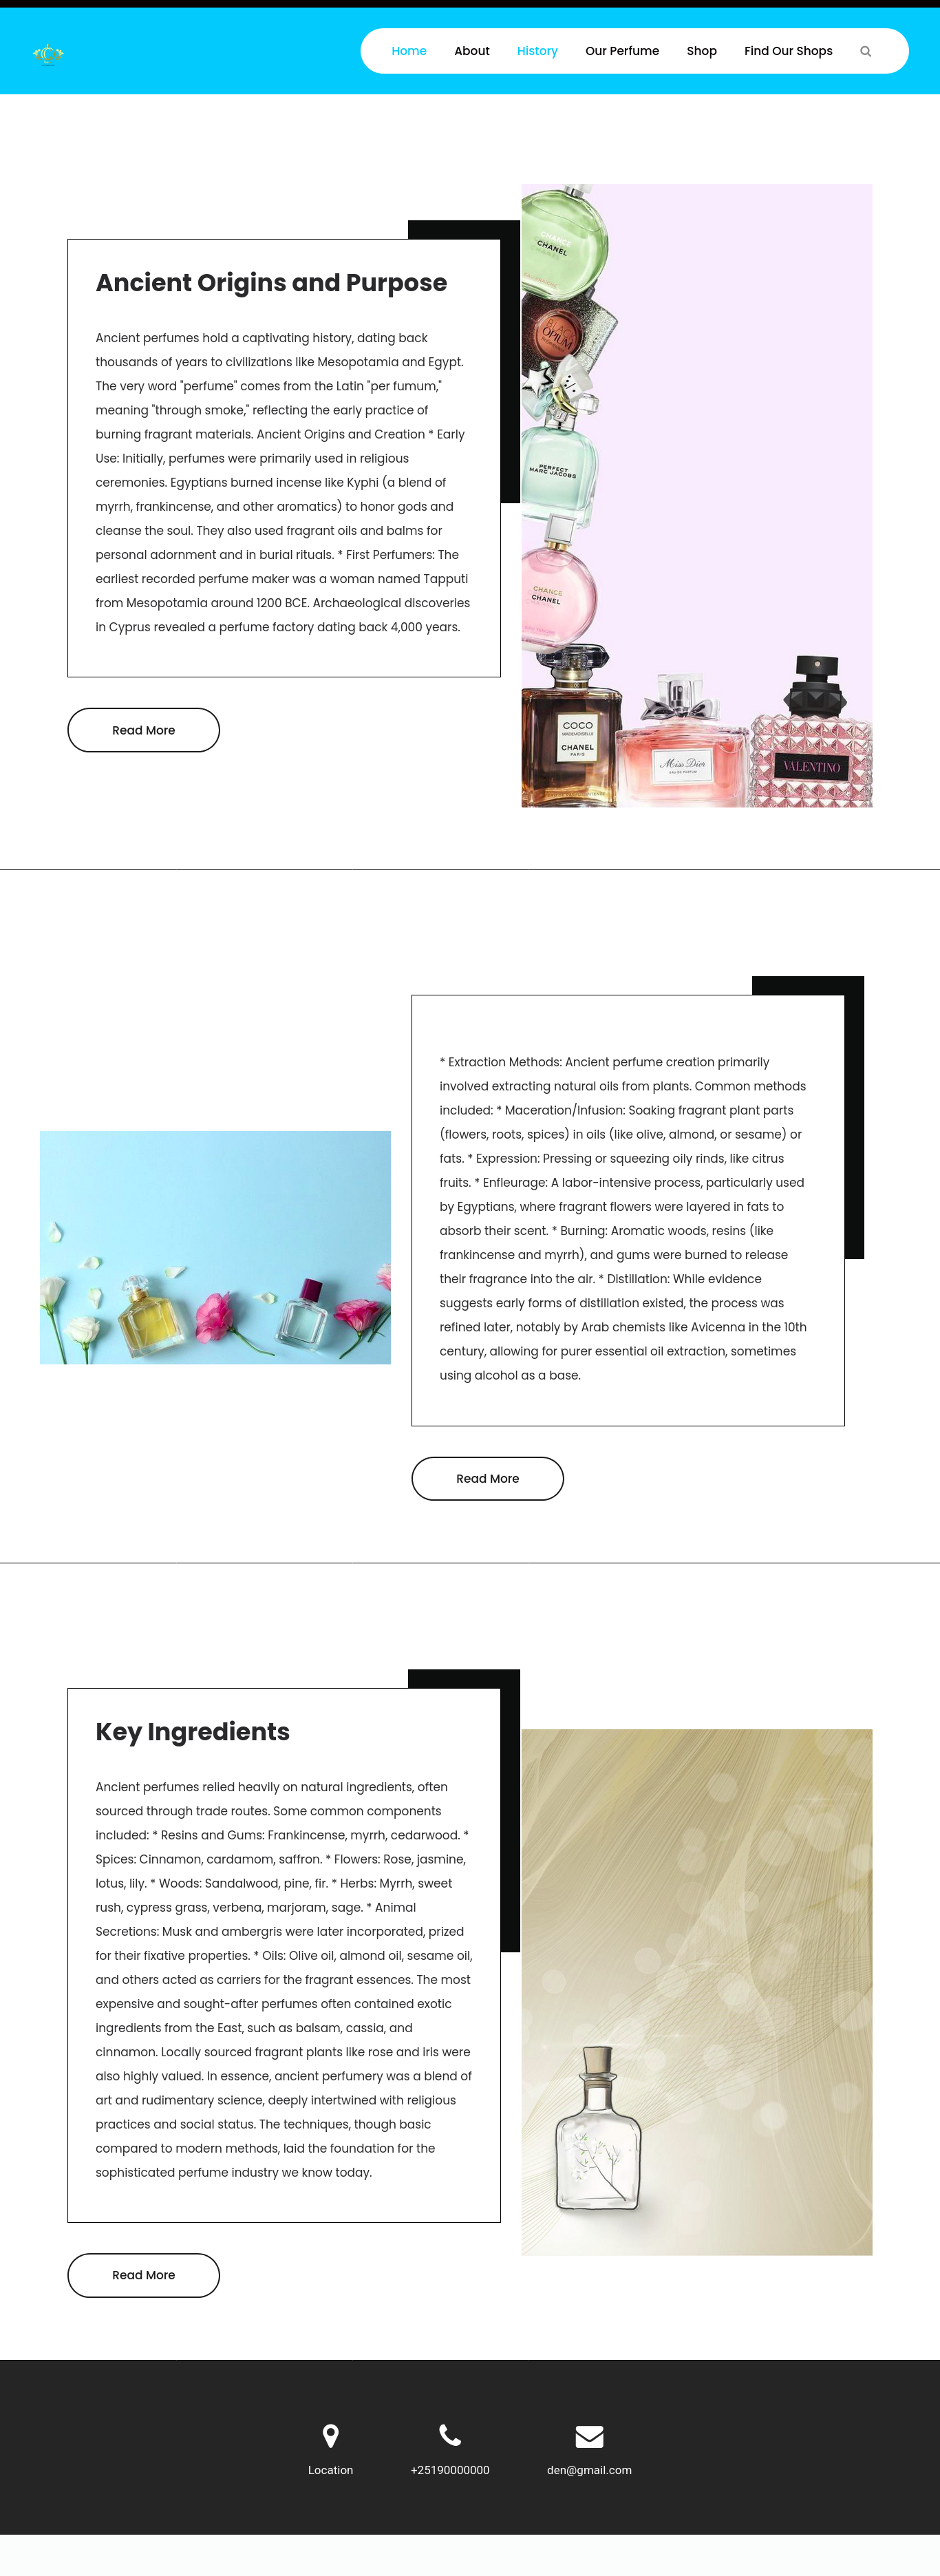 Home About History Our Perfume Shop Find Our Shops
Ancient Origins and Purpose
Ancient perfumes hold a captivating history, dating back
thousands of years to civilizations like Mesopotamia and Egypt.
The very word "perfume" comes from the Latin "per fumum,"
meaning "through smoke," reflecting the early practice of
burning fragrant materials. Ancient Origins and Creation * Early
Use: Initially, perfumes were primarily used in religious
ceremonies. Egyptians burned incense like Kyphi (a blend of
myrrh, frankincense, and other aromatics) to honor gods and
cleanse the soul. They also used fragrant oils and balms for
personal adornment and in burial rituals. * First Perfumers: The
earliest recorded perfume maker was a woman named Tapputi
from Mesopotamia around 1200 BCE. Archaeological discoveries
in Cyprus revealed a perfume factory dating back 4,000 years.
Read More
CHANCE
CHANEL
BLACK
OPIUM
PERFECT
MARC JACOBS
CHANCE
CHANEL
COCO
MADEMOISELLE
CHANEL
PARIS
Miss Dior
EAU DE PARFUM
VALENTINO
* Extraction Methods: Ancient perfume creation primarily
involved extracting natural oils from plants. Common methods
included: * Maceration/Infusion: Soaking fragrant plant parts
(flowers, roots, spices) in oils (like olive, almond, or sesame) or
fats. * Expression: Pressing or squeezing oily rinds, like citrus
fruits. * Enfleurage: A labor-intensive process, particularly used
by Egyptians, where fragrant flowers were layered in fats to
absorb their scent. * Burning: Aromatic woods, resins (like
frankincense and myrrh), and gums were burned to release
their fragrance into the air. * Distillation: While evidence
suggests early forms of distillation existed, the process was
refined later, notably by Arab chemists like Avicenna in the 10th
century, allowing for purer essential oil extraction, sometimes
using alcohol as a base.
Read More
Key Ingredients
Ancient perfumes relied heavily on natural ingredients, often
sourced through trade routes. Some common components
included: * Resins and Gums: Frankincense, myrrh, cedarwood. *
Spices: Cinnamon, cardamom, saffron. * Flowers: Rose, jasmine,
lotus, lily. * Woods: Sandalwood, pine, fir. * Herbs: Myrrh, sweet
rush, cypress grass, verbena, marjoram, sage. * Animal
Secretions: Musk and ambergris were later incorporated, prized
for their fixative properties. * Oils: Olive oil, almond oil, sesame oil,
and others acted as carriers for the fragrant essences. The most
expensive and sought-after perfumes often contained exotic
ingredients from the East, such as balsam, cassia, and
cinnamon. Locally sourced fragrant plants like rose and iris were
also highly valued. In essence, ancient perfumery was a blend of
art and rudimentary science, deeply intertwined with religious
practices and social status. The techniques, though basic
compared to modern methods, laid the foundation for the
sophisticated perfume industry we know today.
Read More
Location
+25190000000
den@gmail.com